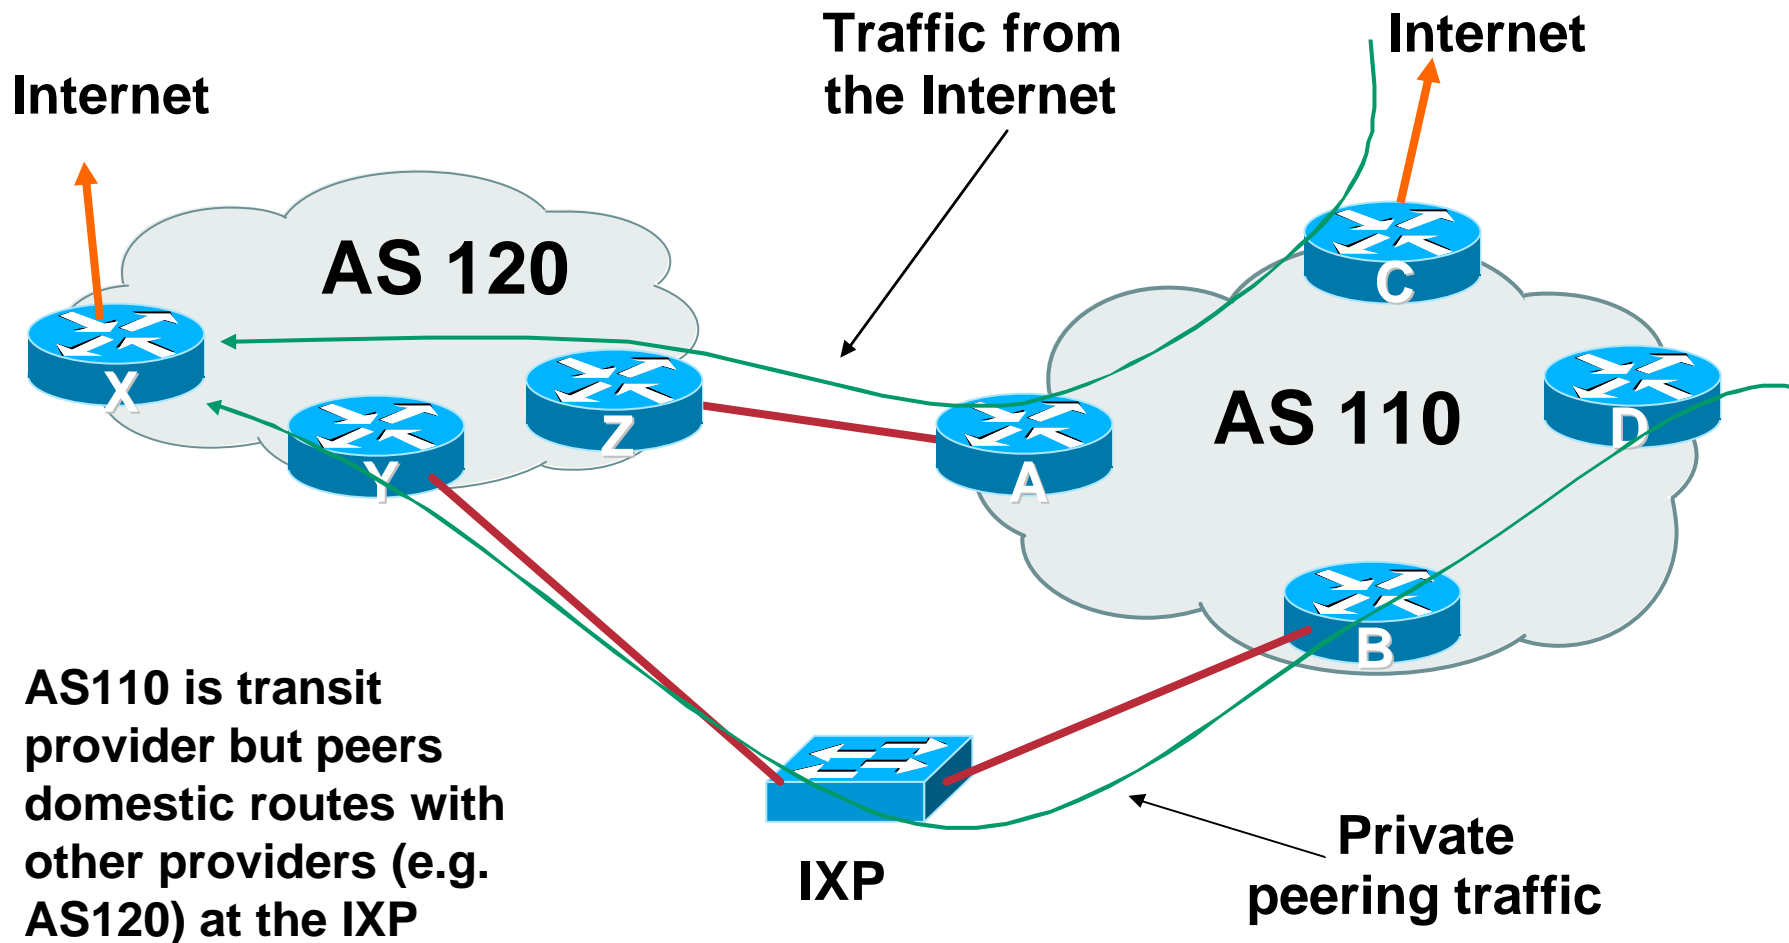 Traffic from
the Internet
Internet
Internet
AS 120
C
X
Z
Y
A
AS 110
D
B
AS110 is transit
provider but peers
domestic routes with
other providers (e.g.
AS120) at the IXP
IXP
Private
peering traffic